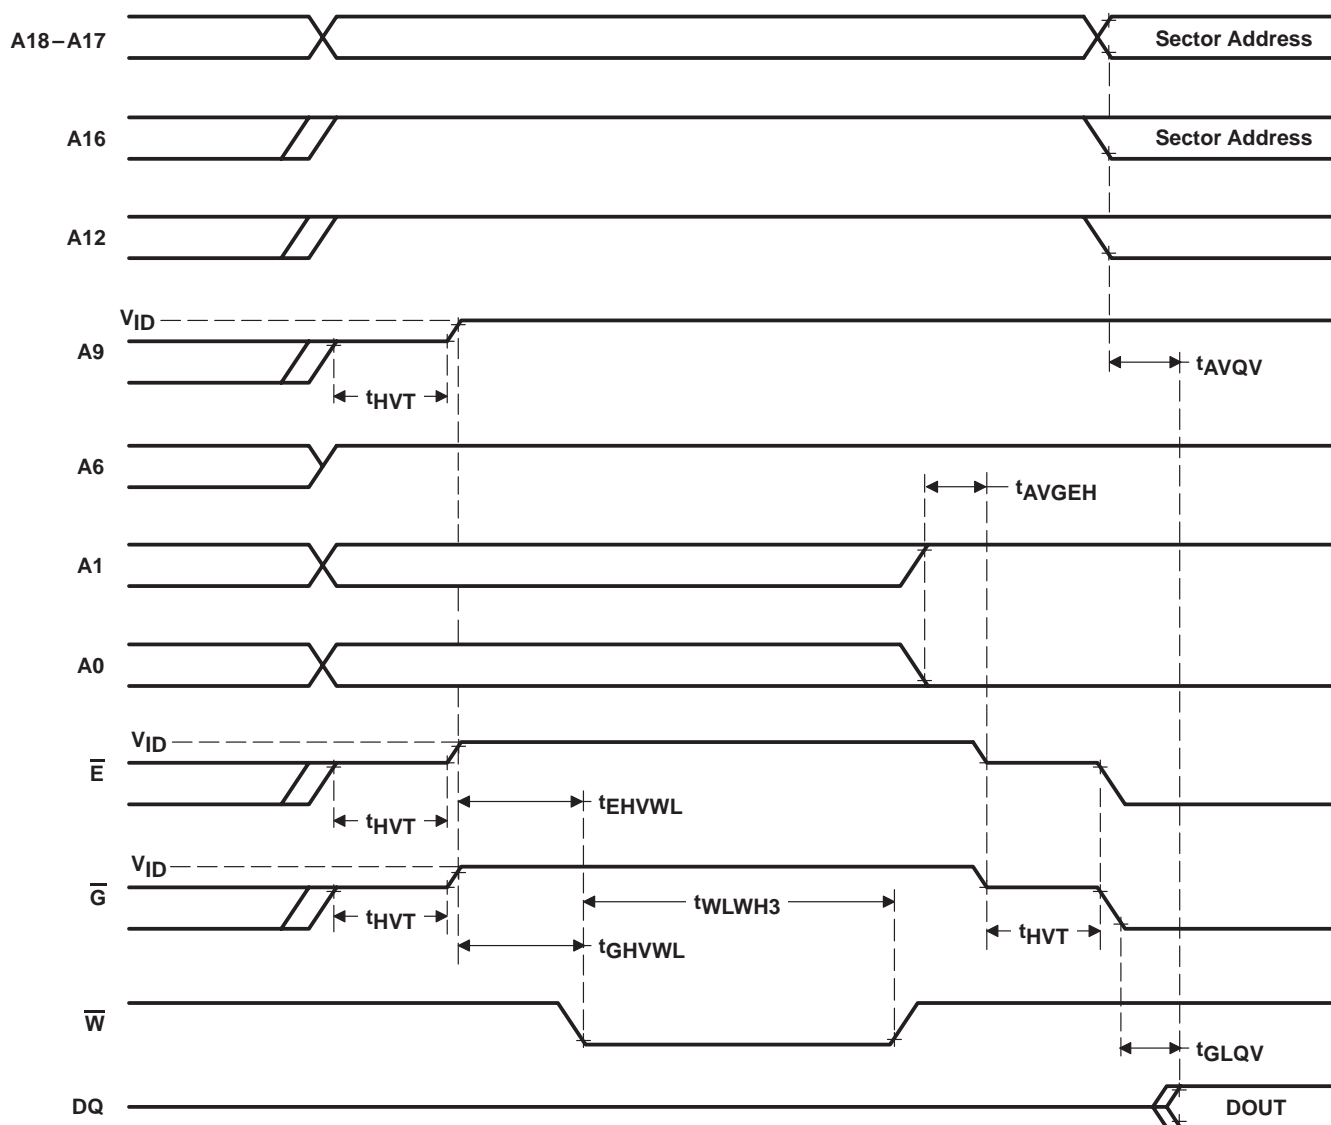 A18–A17
Sector Address
A16
Sector Address
A12
VID
A9
tHVT
tAVQV
A6
tAVGEH
A1
A0
VID
E̅
tEHVWL
tHVT
VID
G̅
tHVT
tWLWH3
tHVT
tGHVWL
W̅
tGLQV
DQ
DOUT